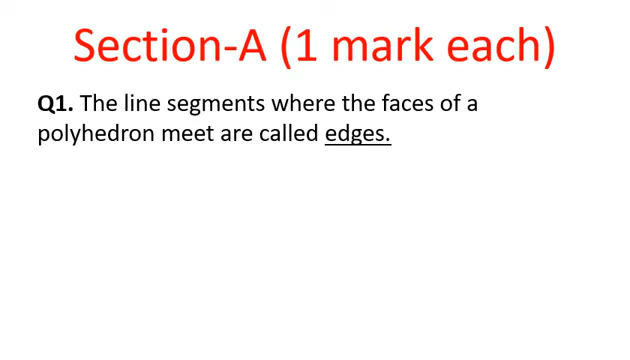 Section-A (1 mark each)
Q1. The line segments where the faces of a
polyhedron meet are called edges.